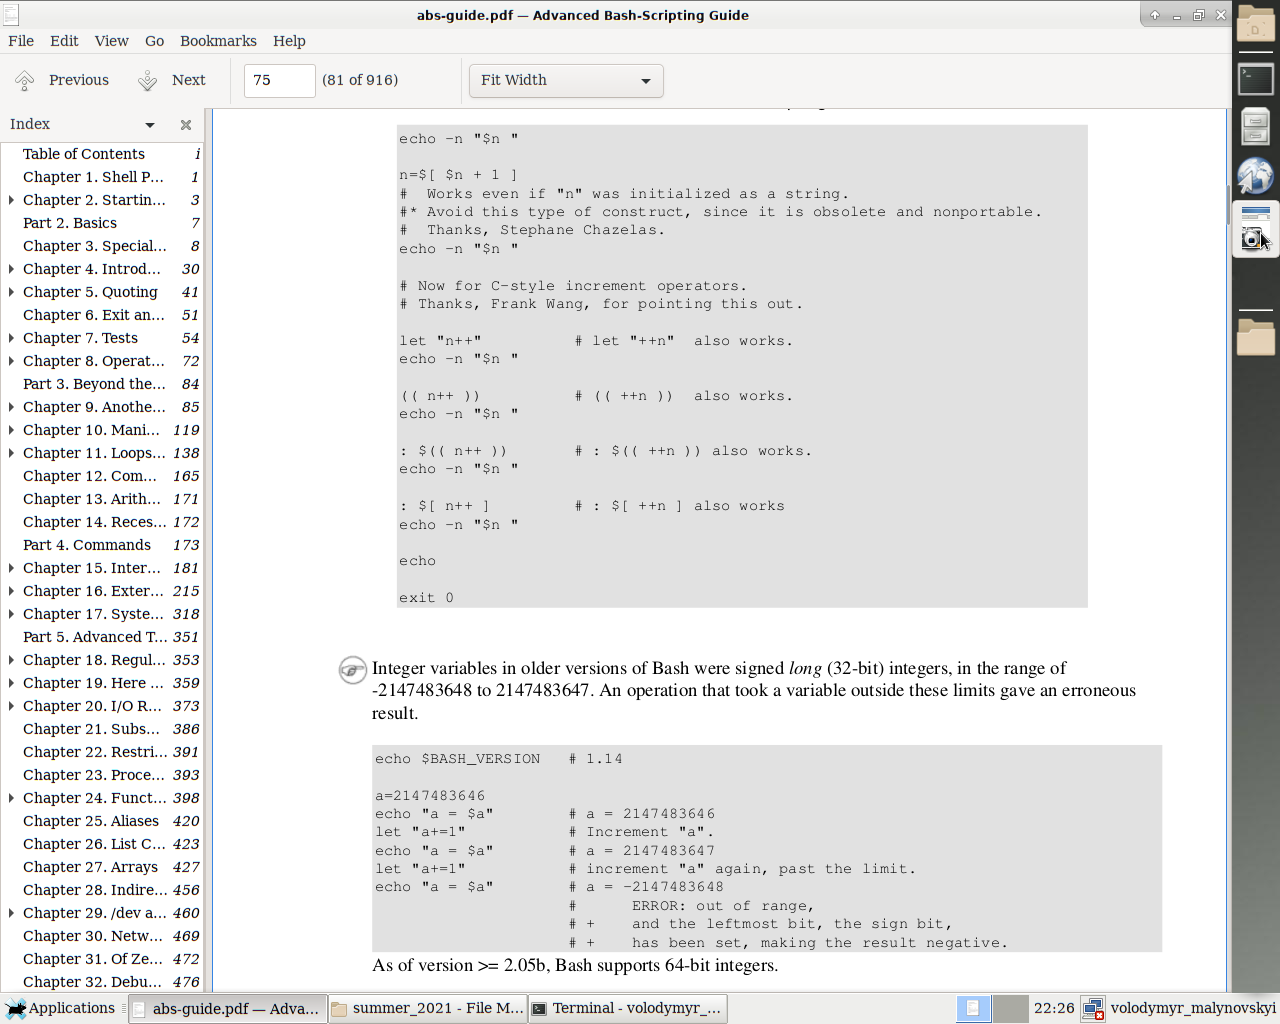 abs-guide.pdf — Advanced Bash-Scripting Guide
File Edit View Go Bookmarks Help
Previous Next 75 (81 of 916) Fit Width
Index
Table of Contents i
Chapter 1. Shell P... 1
Chapter 2. Startin... 3
Part 2. Basics 7
Chapter 3. Special... 8
Chapter 4. Introd... 30
Chapter 5. Quoting 41
Chapter 6. Exit an... 51
Chapter 7. Tests 54
Chapter 8. Operat... 72
Part 3. Beyond the... 84
Chapter 9. Anothe... 85
Chapter 10. Mani... 119
Chapter 11. Loops... 138
Chapter 12. Com... 165
Chapter 13. Arith... 171
Chapter 14. Reces... 172
Part 4. Commands 173
Chapter 15. Inter... 181
Chapter 16. Exter... 215
Chapter 17. Syste... 318
Part 5. Advanced T... 351
Chapter 18. Regul... 353
Chapter 19. Here ... 359
Chapter 20. I/O R... 373
Chapter 21. Subs... 386
Chapter 22. Restri... 391
Chapter 23. Proce... 393
Chapter 24. Funct... 398
Chapter 25. Aliases 420
Chapter 26. List C... 423
Chapter 27. Arrays 427
Chapter 28. Indire... 456
Chapter 29. /dev a... 460
Chapter 30. Netw... 469
Chapter 31. Of Ze... 472
Chapter 32. Debu... 476
echo -n "$n "
n=$[ $n + 1 ]
#  Works even if "n" was initialized as a string.
#* Avoid this type of construct, since it is obsolete and nonportable.
#  Thanks, Stephane Chazelas.
echo -n "$n "
# Now for C-style increment operators.
# Thanks, Frank Wang, for pointing this out.
let "n++"          # let "++n"  also works.
echo -n "$n "
(( n++ ))          # (( ++n ))  also works.
echo -n "$n "
: $(( n++ ))       # : $(( ++n )) also works.
echo -n "$n "
: $[ n++ ]         # : $[ ++n ] also works
echo -n "$n "
echo
exit 0
Integer variables in older versions of Bash were signed long (32-bit) integers, in the range of
-2147483648 to 2147483647. An operation that took a variable outside these limits gave an erroneous
result.
echo $BASH_VERSION   # 1.14
a=2147483646
echo "a = $a"        # a = 2147483646
let "a+=1"           # Increment "a".
echo "a = $a"        # a = 2147483647
let "a+=1"           # increment "a" again, past the limit.
echo "a = $a"        # a = -2147483648
#      ERROR: out of range,
# +    and the leftmost bit, the sign bit,
# +    has been set, making the result negative.
As of version >= 2.05b, Bash supports 64-bit integers.
Applications abs-guide.pdf — Adva... summer_2021 - File M... Terminal - volodymyr_... 22:26 volodymyr_malynovskyi